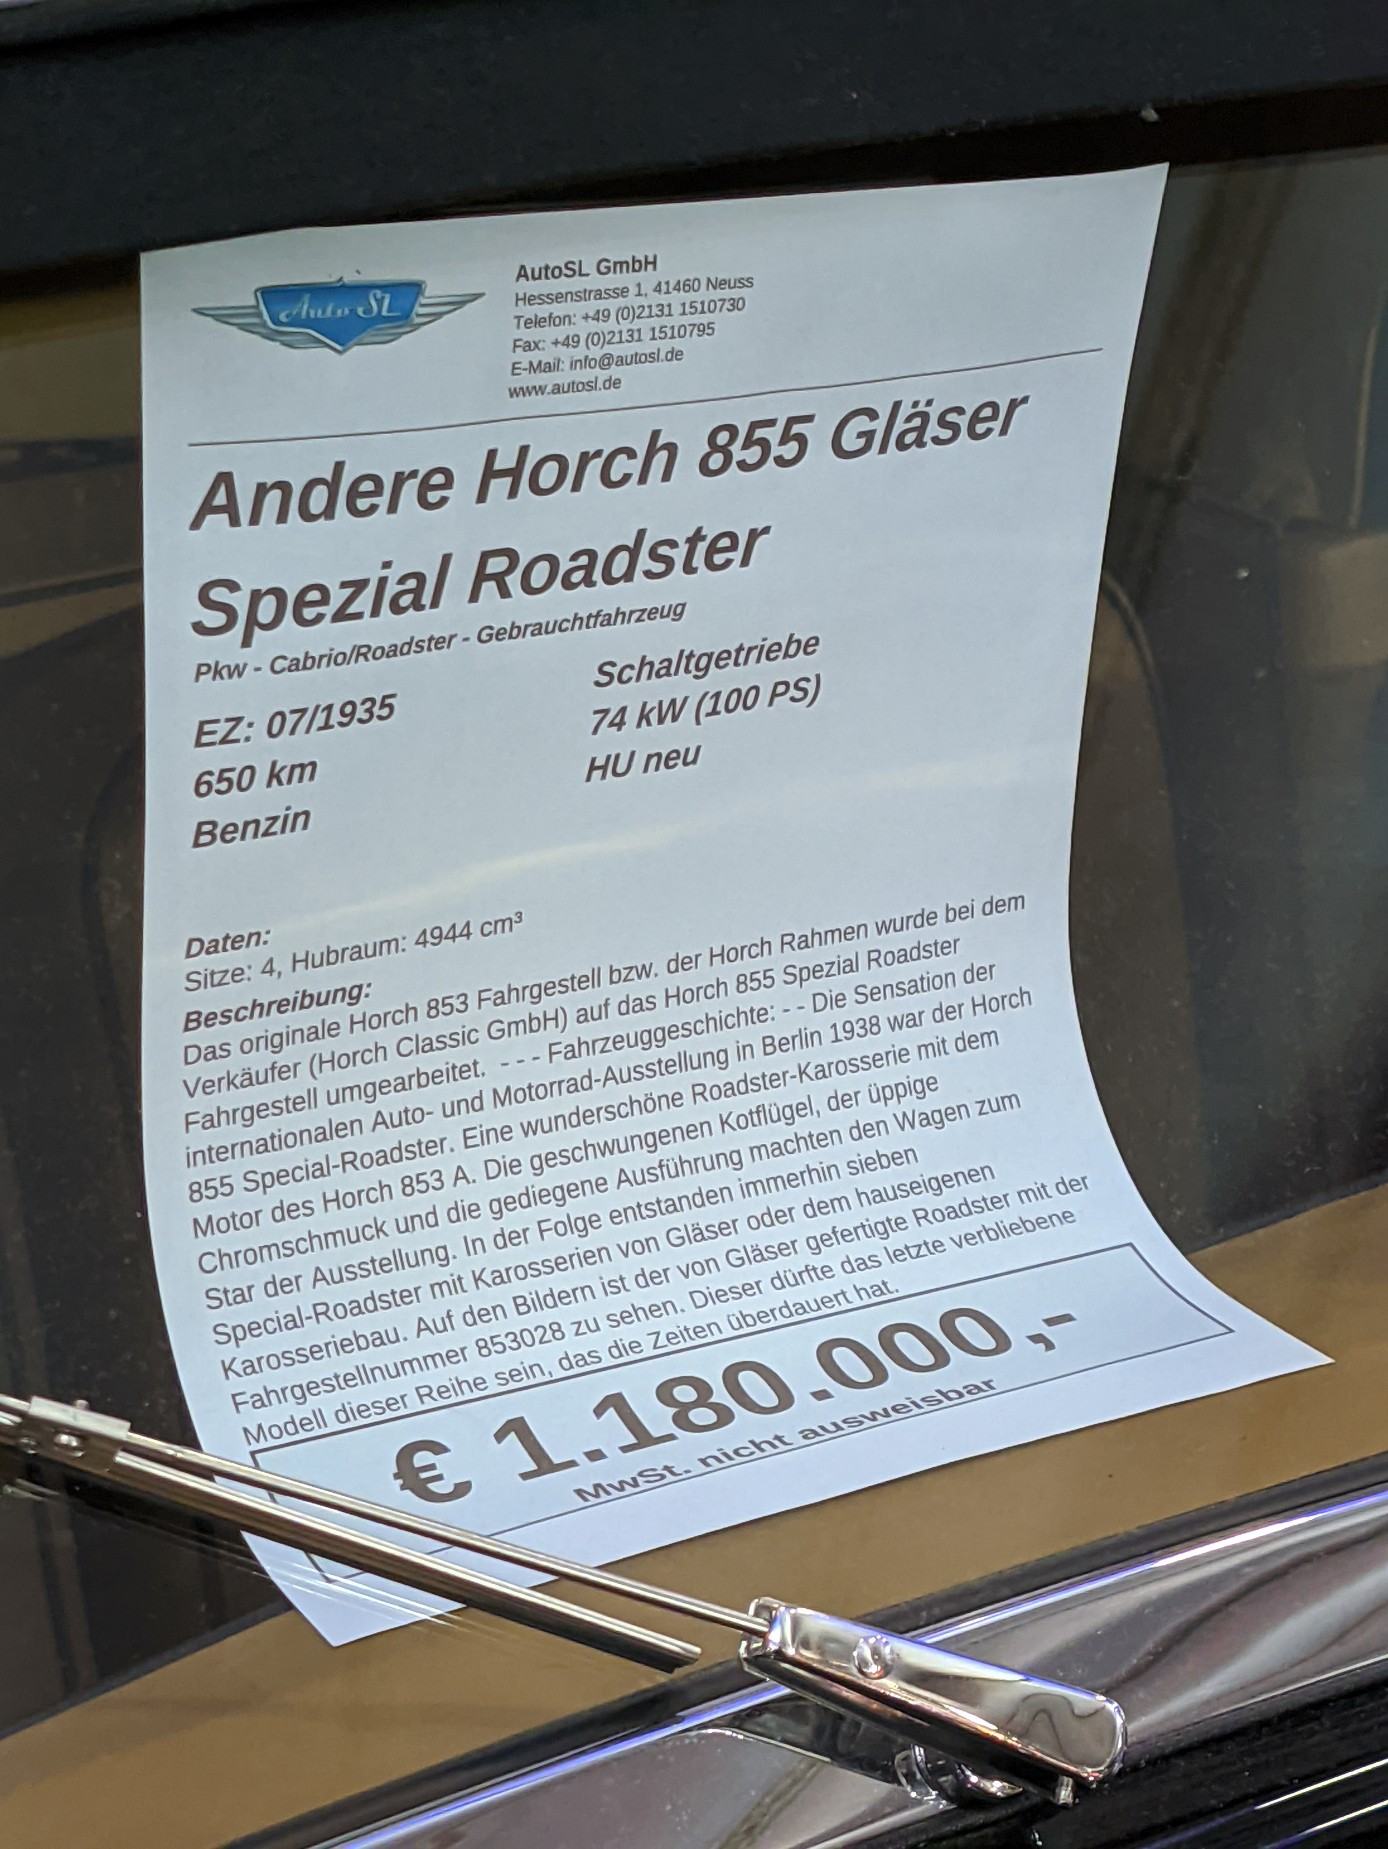 Auto SL
AutoSL GmbH
Hessenstrasse 1, 41460 Neuss
Telefon: +49 (0)2131 1510730
Fax: +49 (0)2131 1510795
E-Mail: info@autosl.de
www.autosl.de
Andere Horch 855 Gläser
Spezial Roadster
Pkw - Cabrio/Roadster - Gebrauchtfahrzeug
EZ: 07/1935
Schaltgetriebe
650 km
74 kW (100 PS)
Benzin
HU neu
Daten:
Sitze: 4, Hubraum: 4944 cm³
Beschreibung:
Das originale Horch 853 Fahrgestell bzw. der Horch Rahmen wurde bei dem
Verkäufer (Horch Classic GmbH) auf das Horch 855 Spezial Roadster
Fahrgestell umgearbeitet. - - - Fahrzeuggeschichte: - - Die Sensation der
internationalen Auto- und Motorrad-Ausstellung in Berlin 1938 war der Horch
855 Special-Roadster. Eine wunderschöne Roadster-Karosserie mit dem
Motor des Horch 853 A. Die geschwungenen Kotflügel, der üppige
Chromschmuck und die gediegene Ausführung machten den Wagen zum
Star der Ausstellung. In der Folge entstanden immerhin sieben
Special-Roadster mit Karosserien von Gläser oder dem hauseigenen
Karosseriebau. Auf den Bildern ist der von Gläser gefertigte Roadster mit der
Fahrgestellnummer 853028 zu sehen. Dieser dürfte das letzte verbliebene
Modell dieser Reihe sein, das die Zeiten überdauert hat.
€ 1.180.000,-
MwSt. nicht ausweisbar